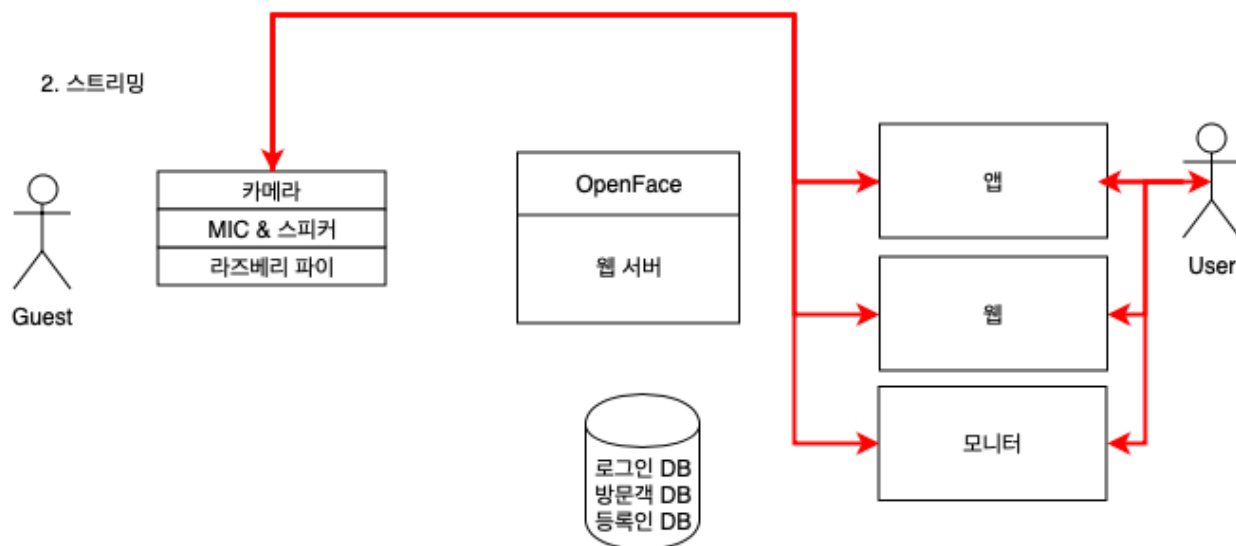 2. 스트리밍
카메라
MIC & 스피커
라즈베리 파이
Guest
OpenFace
웹 서버
로그인 DB
방문객 DB
등록인 DB
앱
웹
모니터
User